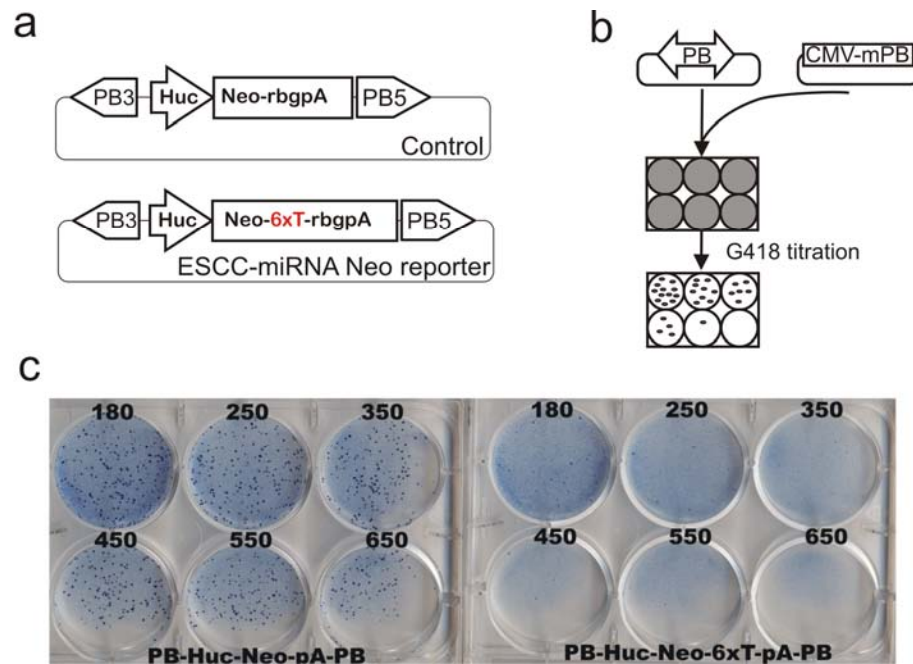 a
PB3 Huc Neo-rbgpA PB5
Control
PB3 Huc Neo-6xT-rbgpA PB5
ESCC-miRNA Neo reporter
b
PB CMV-mPB
G418 titration
c
180 250 350 180 250 350
450 550 650 450 550 650
PB-Huc-Neo-pA-PB PB-Huc-Neo-6xT-pA-PB